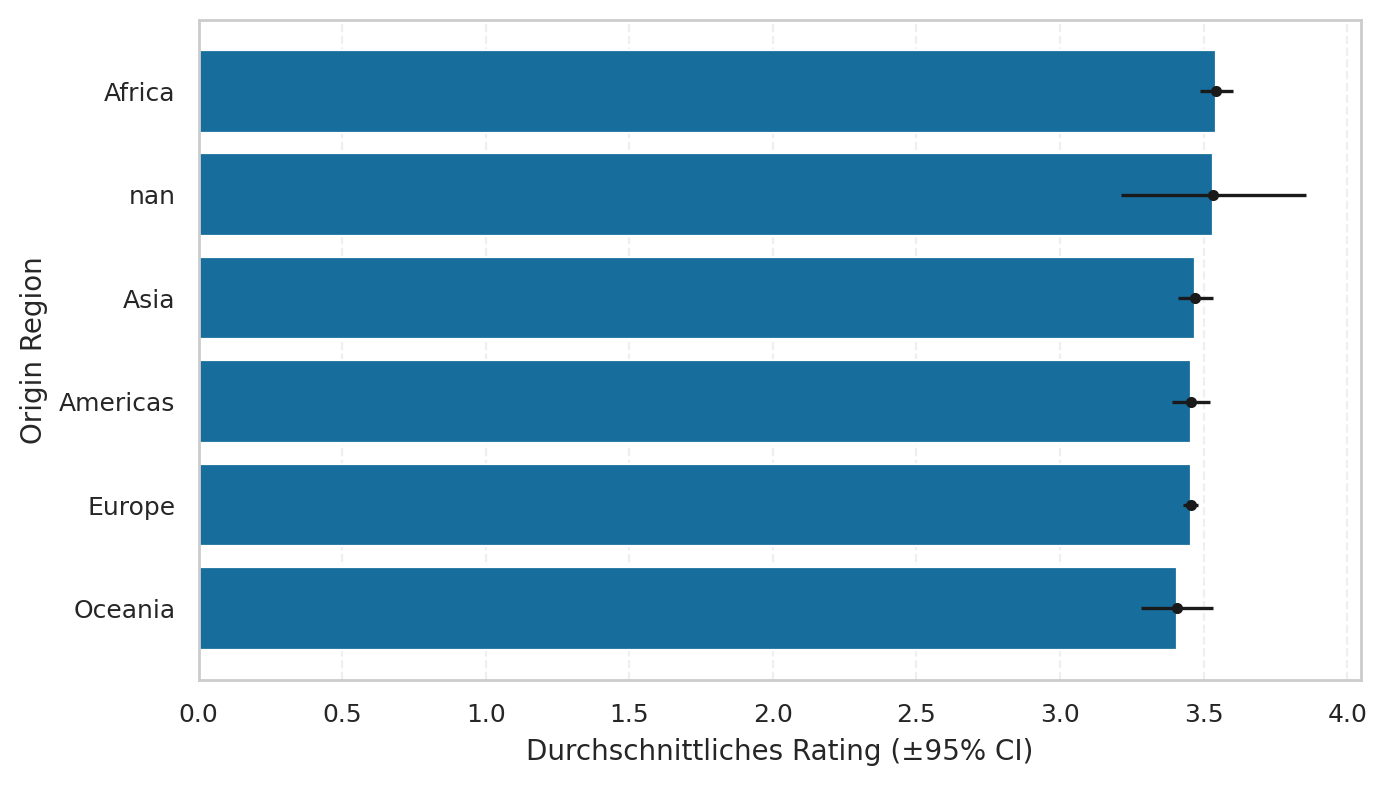 Origin Region
Africa
nan
Asia
Americas
Europe
Oceania
0.0 0.5 1.0 1.5 2.0 2.5 3.0 3.5 4.0
Durchschnittliches Rating (±95% CI)